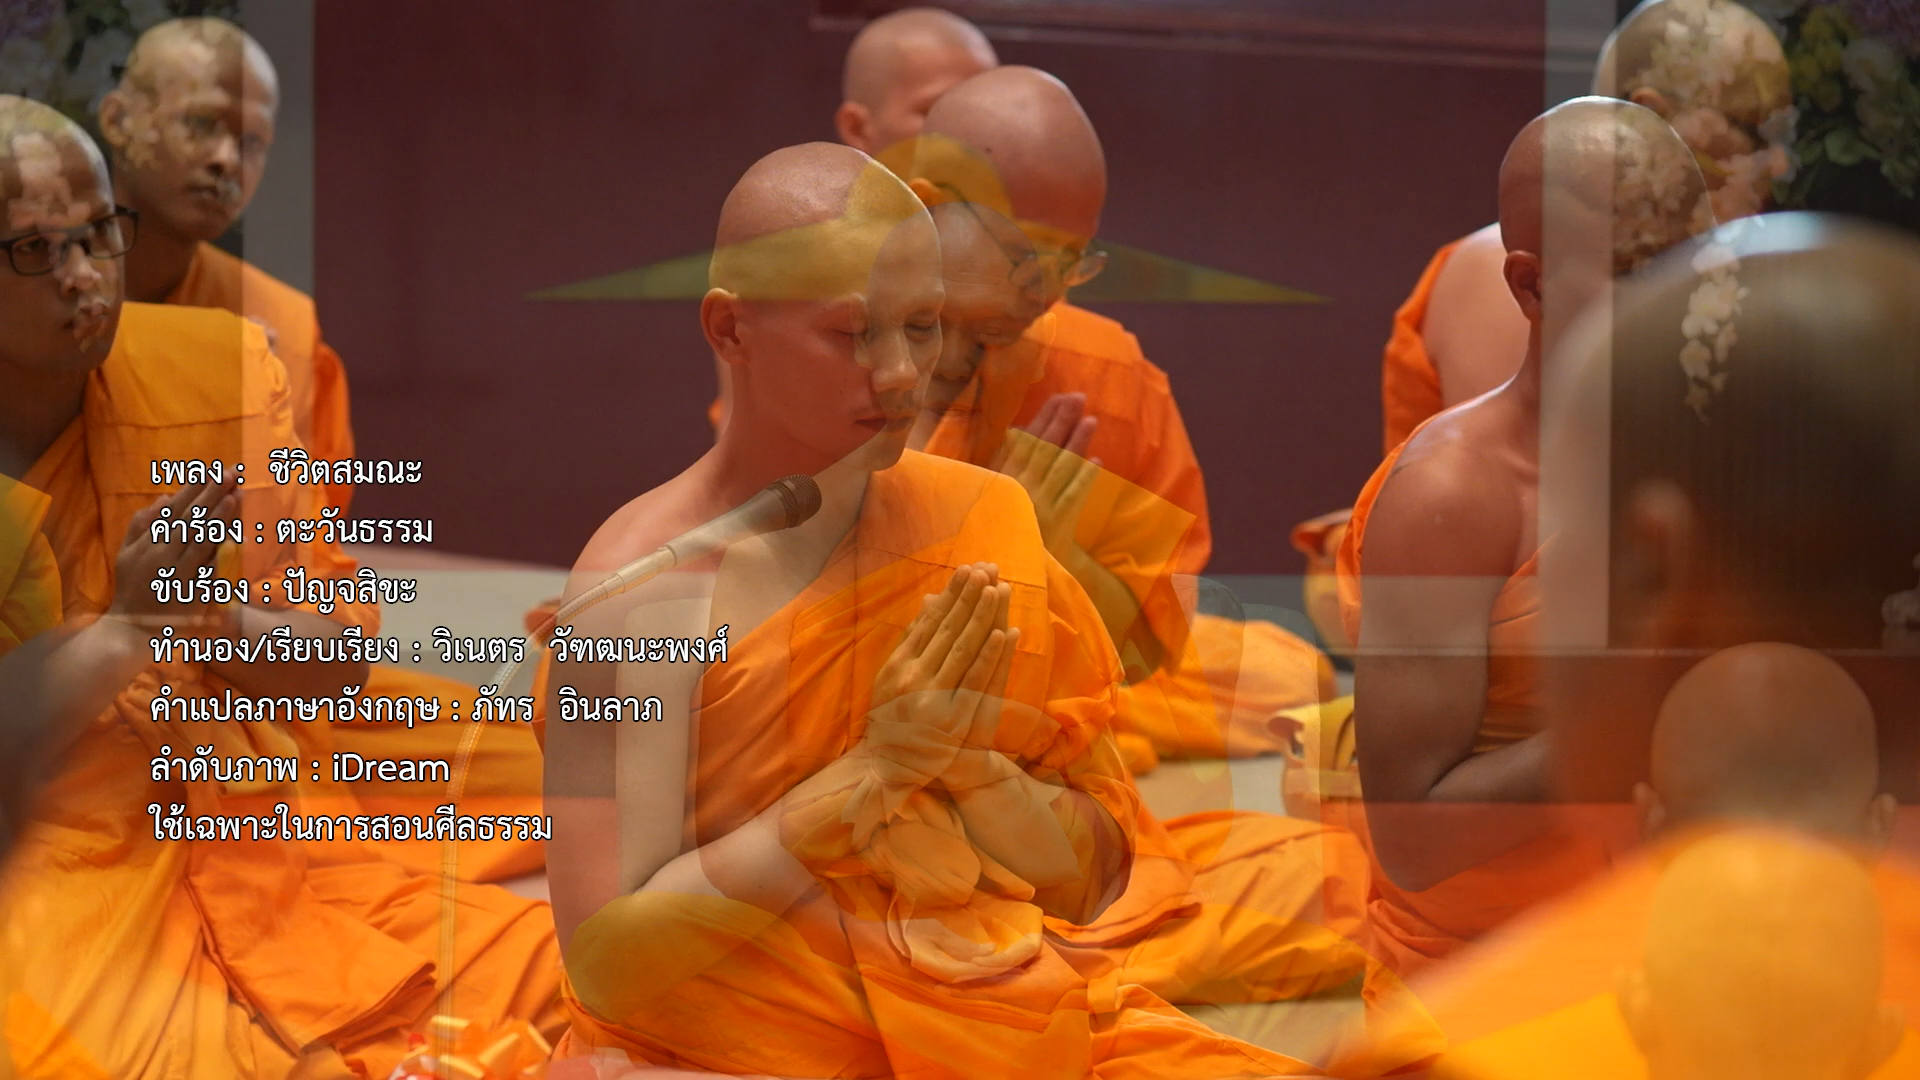 เพลง :  ชีวิตสมณะ
คำร้อง : ตะวันธรรม
ขับร้อง : ปัญจสิขะ
ทำนอง/เรียบเรียง : วิเนตร  วัฑฒนะพงศ์
คำแปลภาษาอังกฤษ : ภัทร  อินลาภ
ลำดับภาพ : iDream
ใช้เฉพาะในการสอนศีลธรรม